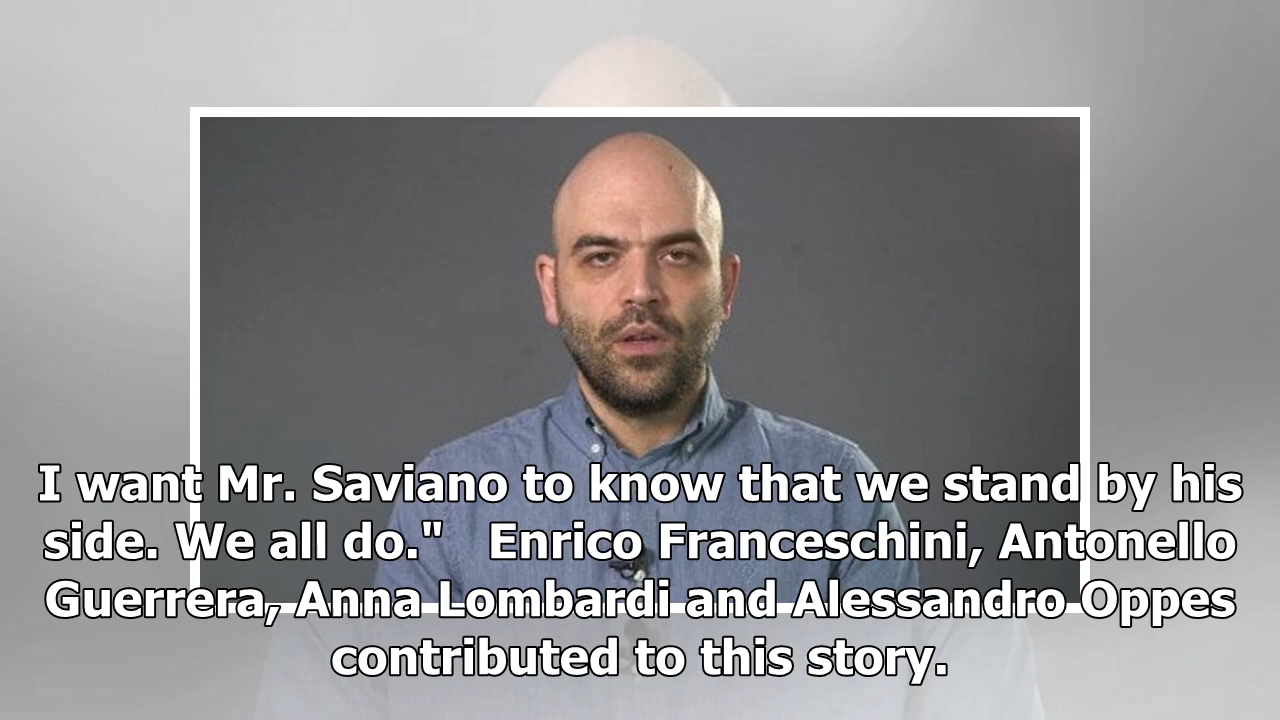 I want Mr. Saviano to know that we stand by his
side. We all do."   Enrico Franceschini, Antonello
Guerrera, Anna Lombardi and Alessandro Oppes
contributed to this story.